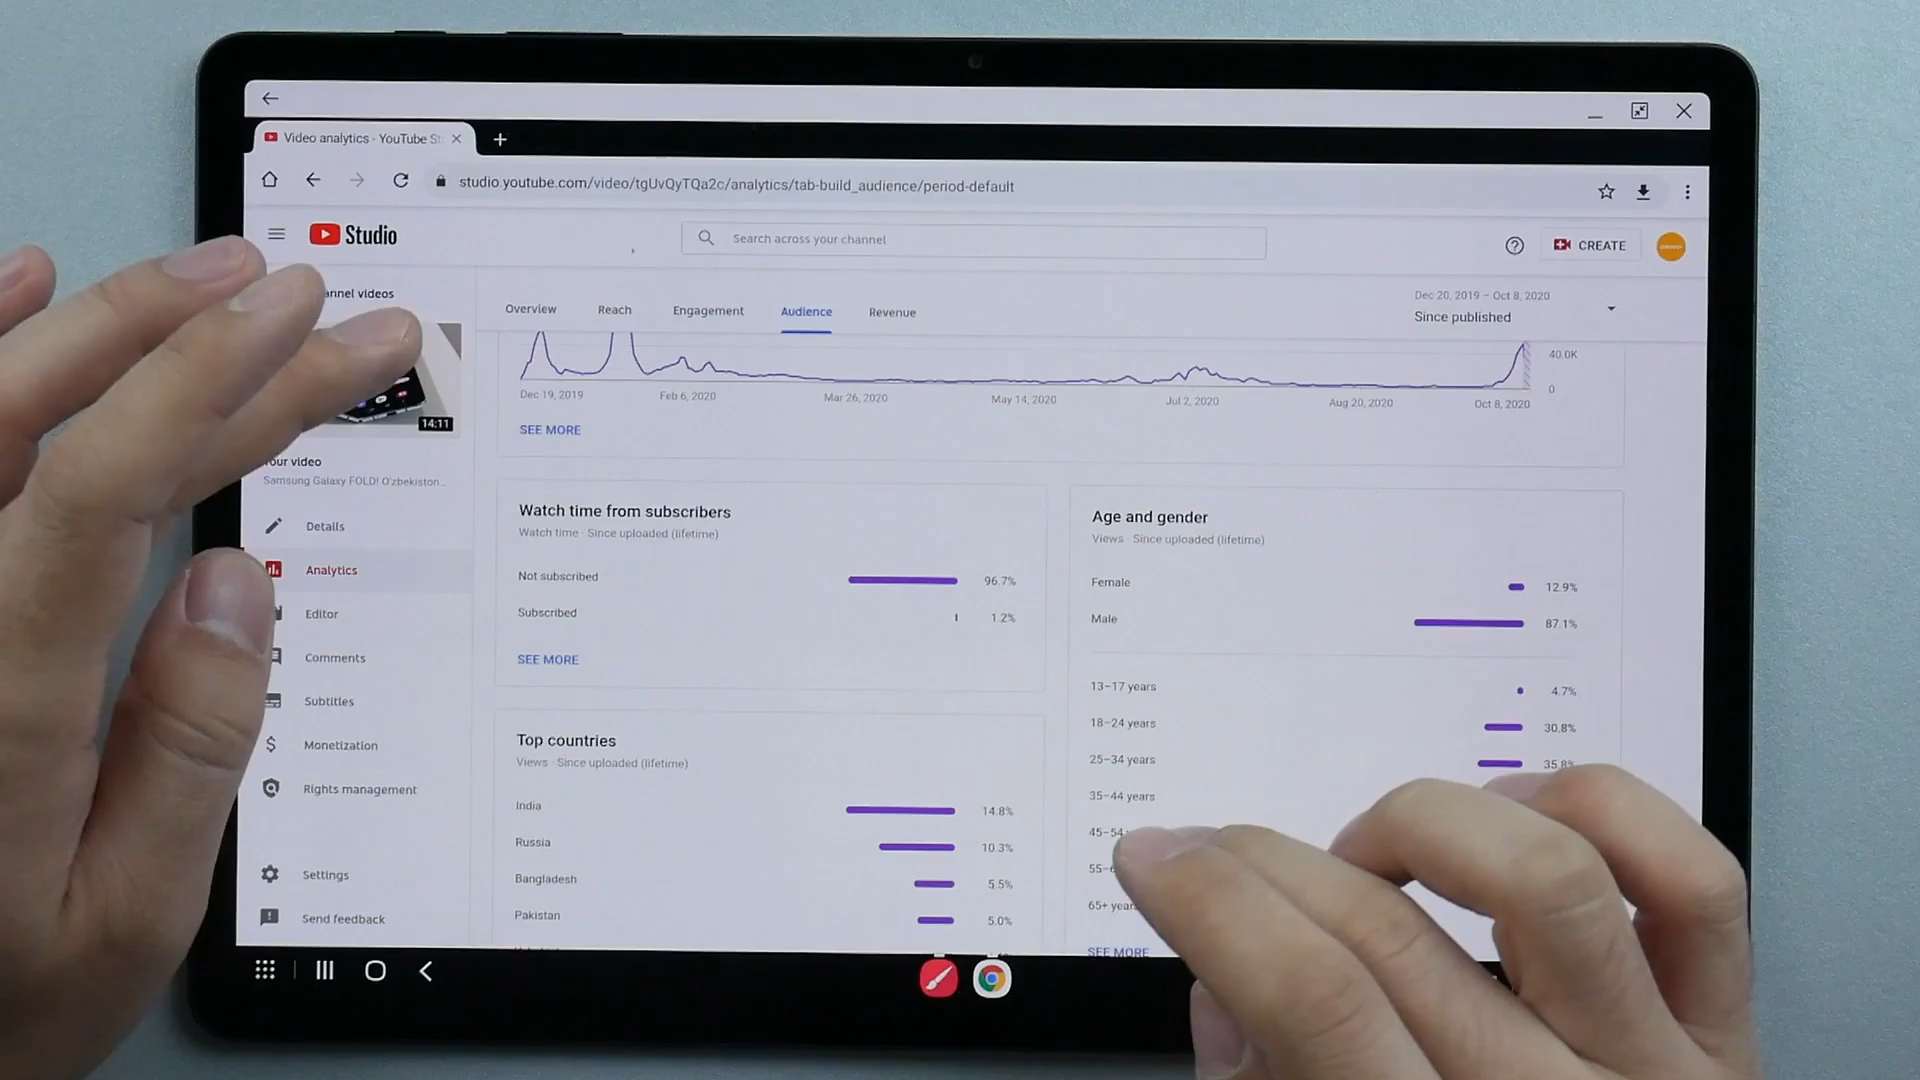 Video analytics - YouTube St
studio.youtube.com/video/tgUvQyTQa2c/analytics/tab-build_audience/period-default
Studio
Search across your channel
CREATE
videos
Overview
Reach
Engagement
Audience
Revenue
Dec 20, 2019 – Oct 8, 2020
Since published
40.0K
0
Dec 19, 2019
Feb 6, 2020
Mar 26, 2020
May 14, 2020
Jul 2, 2020
Aug 20, 2020
Oct 8, 2020
SEE MORE
14:11
video
Samsung Galaxy FOLD! O'zbekiston...
Details
Analytics
Editor
Comments
Subtitles
Monetization
Rights management
Settings
Send feedback
Watch time from subscribers
Watch time · Since uploaded (lifetime)
Not subscribed 96.7%
Subscribed 1.2%
SEE MORE
Top countries
Views · Since uploaded (lifetime)
India 14.8%
Russia 10.3%
Bangladesh 5.5%
Pakistan 5.0%
Age and gender
Views · Since uploaded (lifetime)
Female 12.9%
Male 87.1%
13–17 years 4.7%
18–24 years 30.8%
25–34 years 35.8%
35–44 years
45–54
65+
SEE MORE